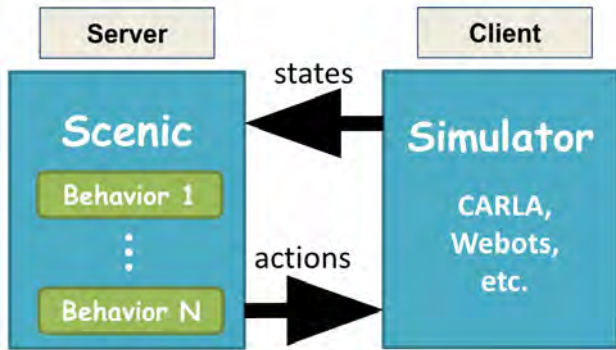 Server
Client
states
Scenic
Simulator
Behavior 1
CARLA,
Webots,
etc.
actions
Behavior N